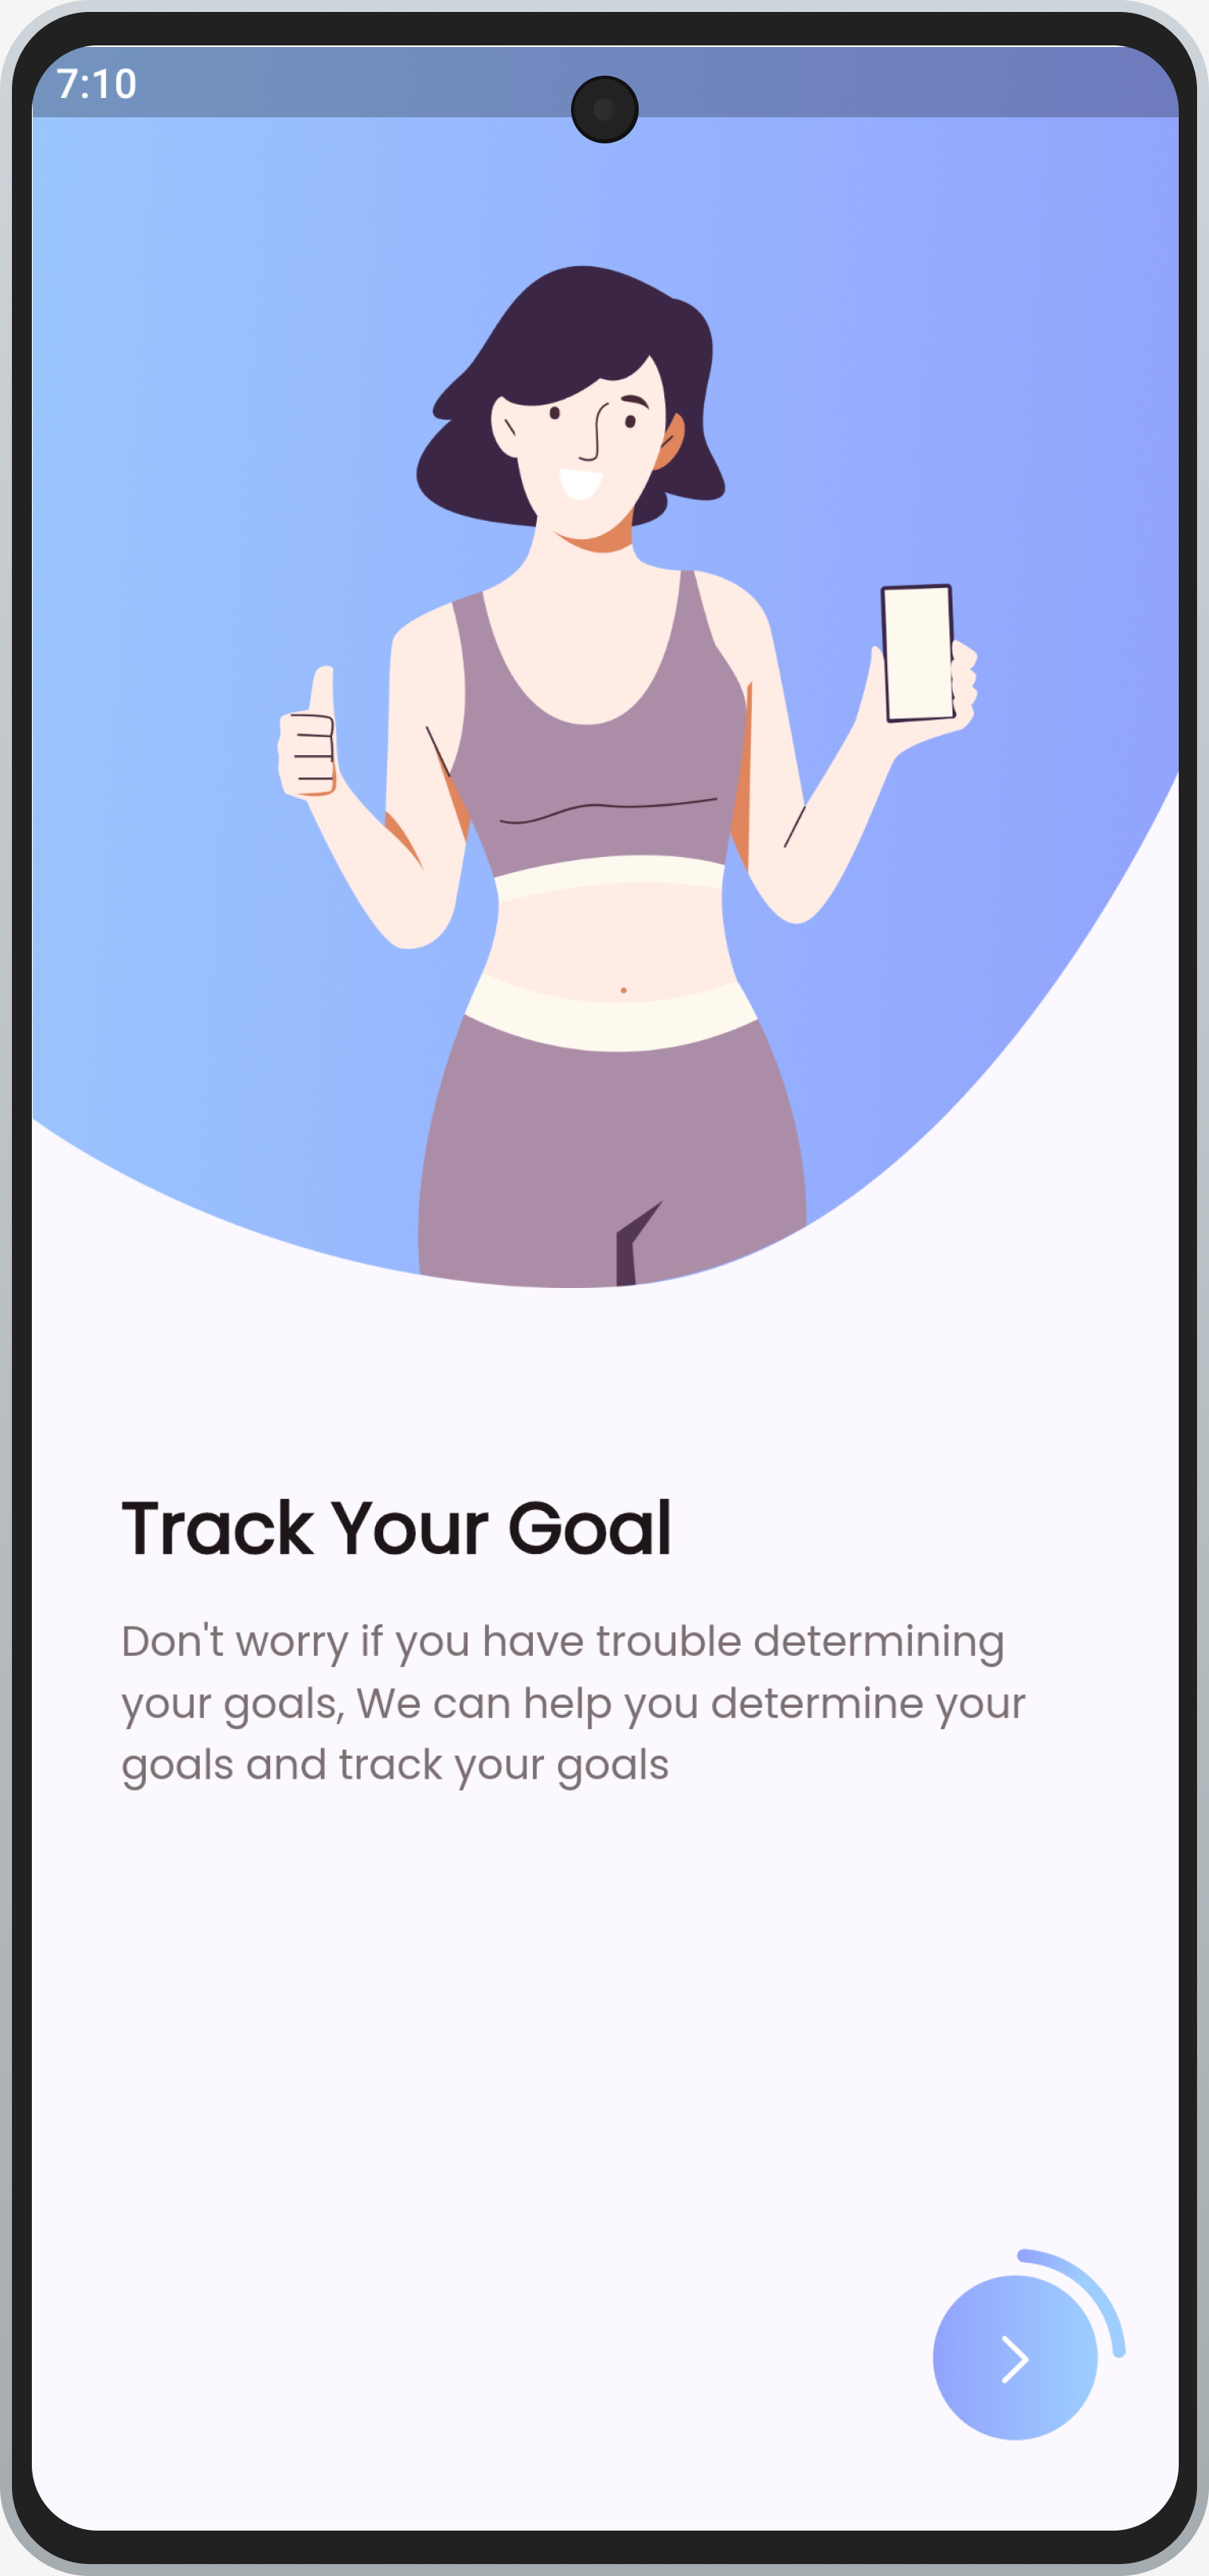 7:10
Track Your Goal
Don't worry if you have trouble determining
your goals, We can help you determine your
goals and track your goals